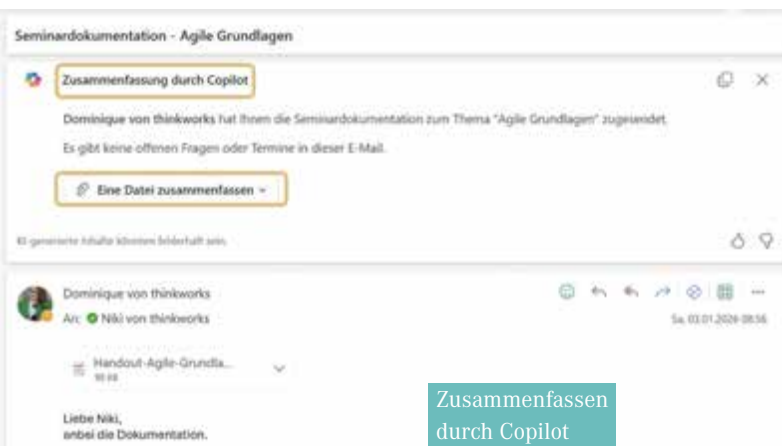 Seminardokumentation - Agile Grundlagen
Zusammenfassung durch Copilot
Dominique von thinkworks hat Ihnen die Seminardokumentation zum Thema "Agile Grundlagen" zugesendet.
Es gibt keine offenen Fragen oder Termine in dieser E-Mail.
Eine Datei zusammenfassen
KI-generierte Inhalte könnten fehlerhaft sein.
Dominique von thinkworks
An: Niki von thinkworks
Sa, 03.01.2026 08:56
Handout-Agile-Grundla...
Liebe Niki,
anbei die Dokumentation.
Zusammenfassen
durch Copilot